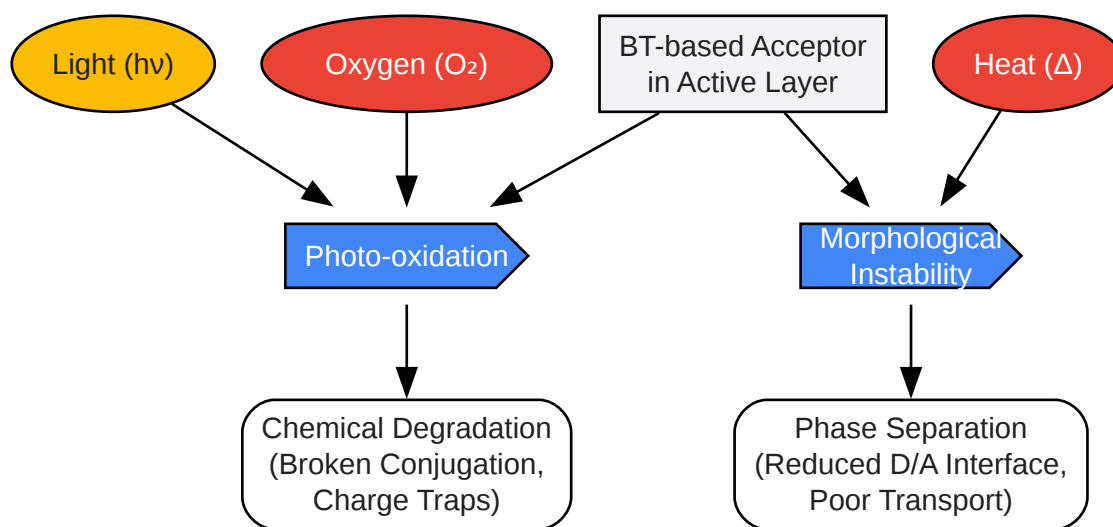 Light (hν)
Oxygen (O₂)
BT-based Acceptor
in Active Layer
Heat (Δ)
Photo-oxidation
Morphological
Instability
Chemical Degradation
(Broken Conjugation,
Charge Traps)
Phase Separation
(Reduced D/A Interface,
Poor Transport)